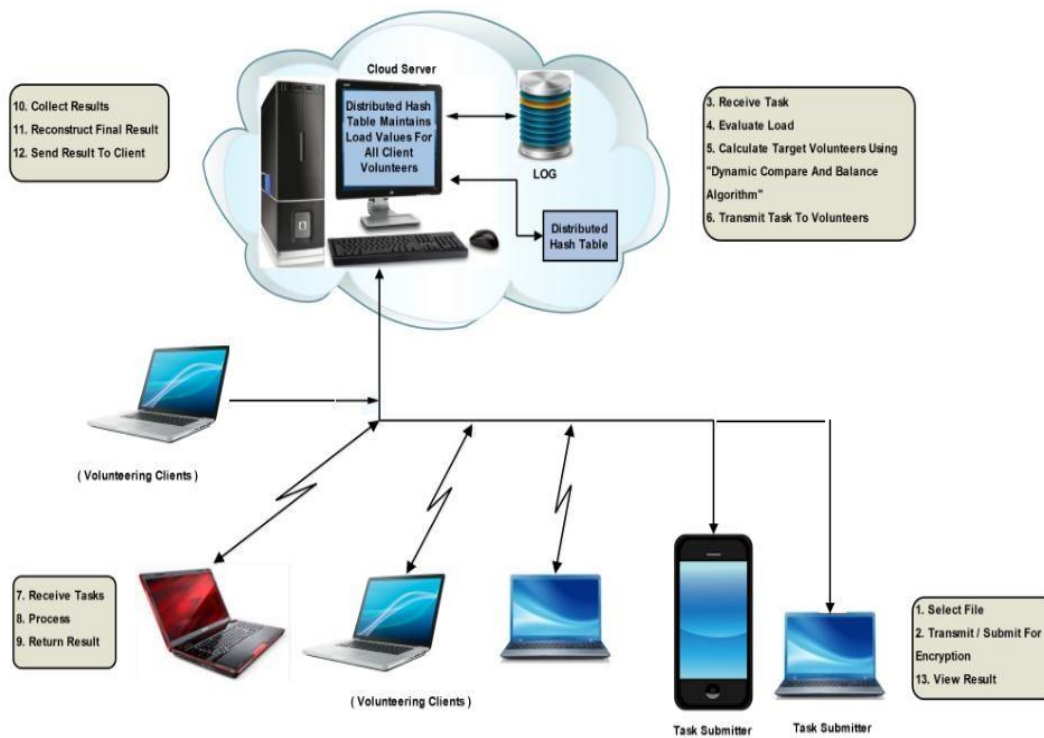 Cloud Server
10. Collect Results
11. Reconstruct Final Result
12. Send Result To Client
Distributed Hash
Table Maintains
Load Values For
All Client
Volunteers
LOG
Distributed
Hash Table
3. Receive Task
4. Evaluate Load
5. Calculate Target Volunteers Using
"Dynamic Compare And Balance
Algorithm"
6. Transmit Task To Volunteers
( Volunteering Clients )
7. Receive Tasks
8. Process
9. Return Result
( Volunteering Clients )
Task Submitter
Task Submitter
1. Select File
2. Transmit / Submit For
Encryption
13. View Result